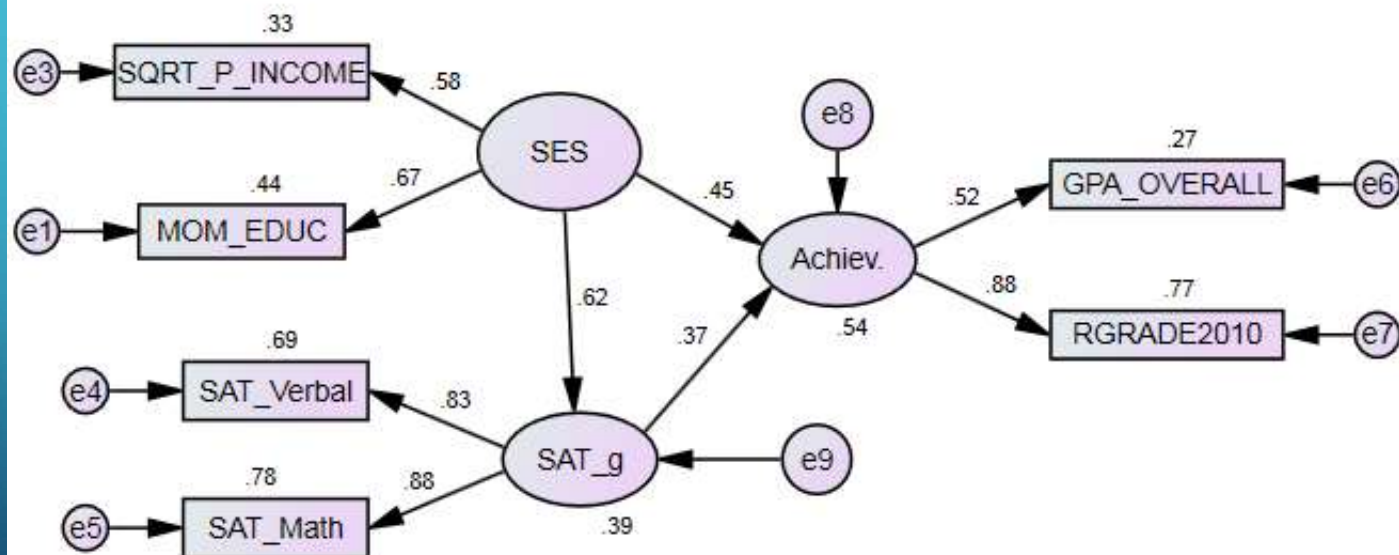 .33
e3
SQRT_P_INCOME
.58
SES
e8
.27
GPA_OVERALL
e6
.44
.67
e1
MOM_EDUC
.45
.52
Achiev.
.62
.88
.77
RGRADE2010
e7
.37
.54
.69
e4
SAT_Verbal
.83
SAT_g
e9
.78
.88
e5
SAT_Math
.39